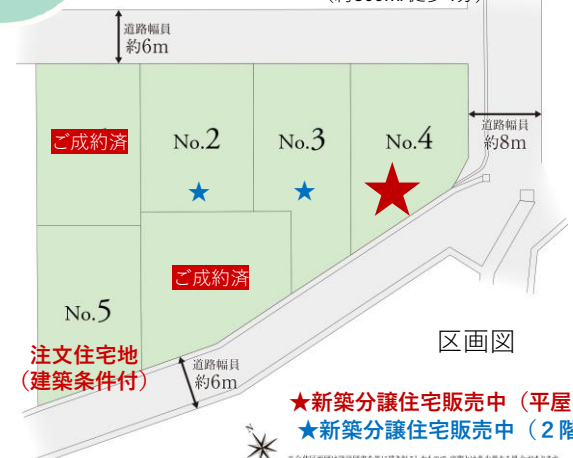 道路幅員
約6m
ご成約済
No.2
No.3
No.4
道路幅員
約8m
ご成約済
No.5
注文住宅地
（建築条件付）
道路幅員
約6m
区画図
★新築分譲住宅販売中（平屋
★新築分譲住宅販売中（２階